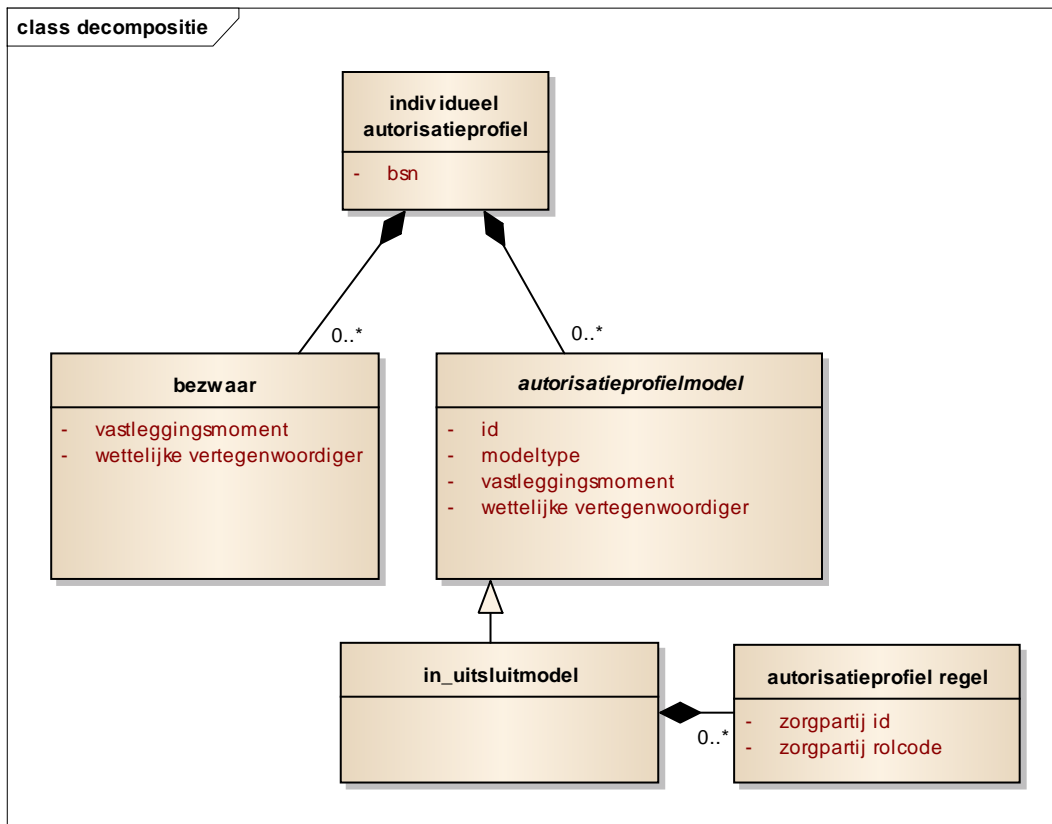 class decompositie
individueel
autorisatieprofiel
- bsn
0..*
0..*
bezwaar
- vastleggingsmoment
- wettelijke vertegenwoordiger
autorisatieprofielmodel
- id
- modeltype
- vastleggingsmoment
- wettelijke vertegenwoordiger
in_uitsluitmodel
0..*
autorisatieprofiel regel
- zorgpartij id
- zorgpartij rolcode